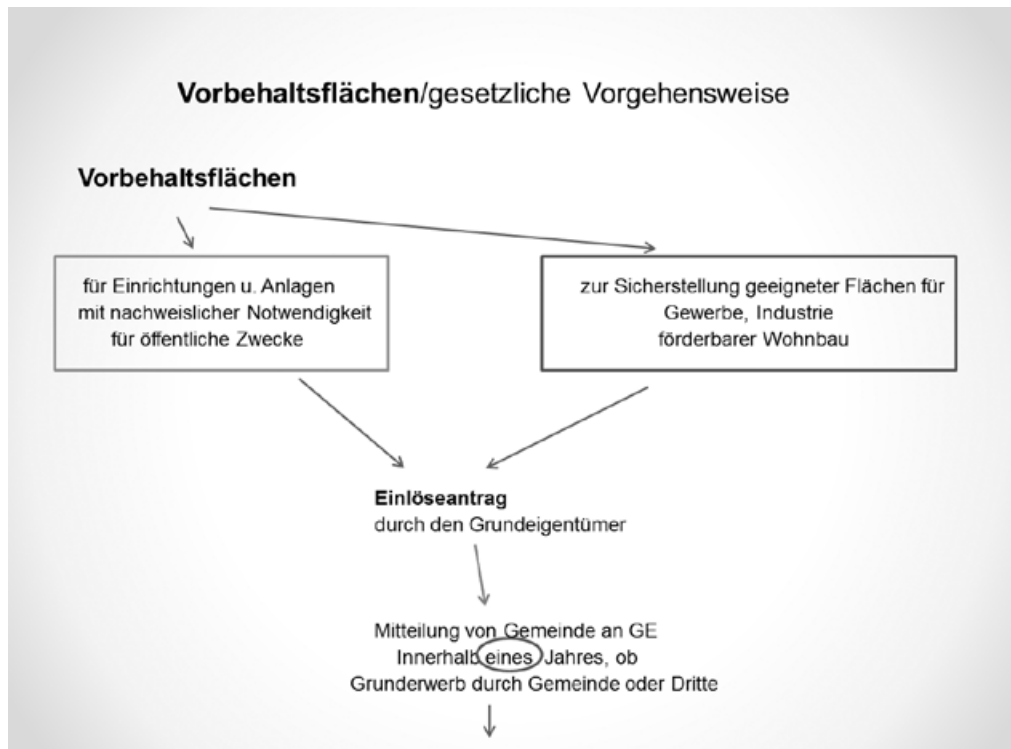 Vorbehaltsflächen/gesetzliche Vorgehensweise
Vorbehaltsflächen
für Einrichtungen u. Anlagen
mit nachweislicher Notwendigkeit
für öffentliche Zwecke
zur Sicherstellung geeigneter Flächen für
Gewerbe, Industrie
förderbarer Wohnbau
Einlöseantrag
durch den Grundeigentümer
Mitteilung von Gemeinde an GE
Innerhalb eines Jahres, ob
Grunderwerb durch Gemeinde oder Dritte